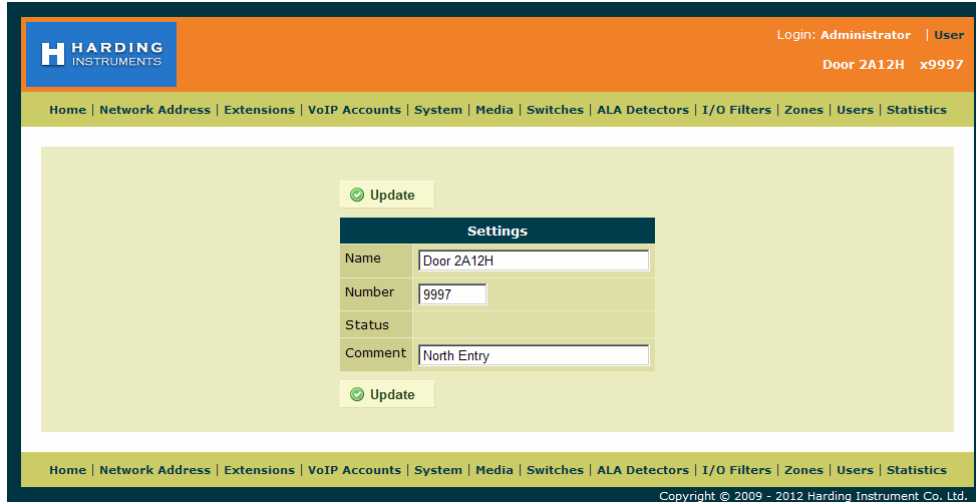 H HARDING
INSTRUMENTS
Login: Administrator | User
Door 2A12H x9997
Home | Network Address | Extensions | VoIP Accounts | System | Media | Switches | ALA Detectors | I/O Filters | Zones | Users | Statistics
Update
Settings
Name Door 2A12H
Number 9997
Status
Comment North Entry
Update
Home | Network Address | Extensions | VoIP Accounts | System | Media | Switches | ALA Detectors | I/O Filters | Zones | Users | Statistics
Copyright © 2009 - 2012 Harding Instrument Co. Ltd.